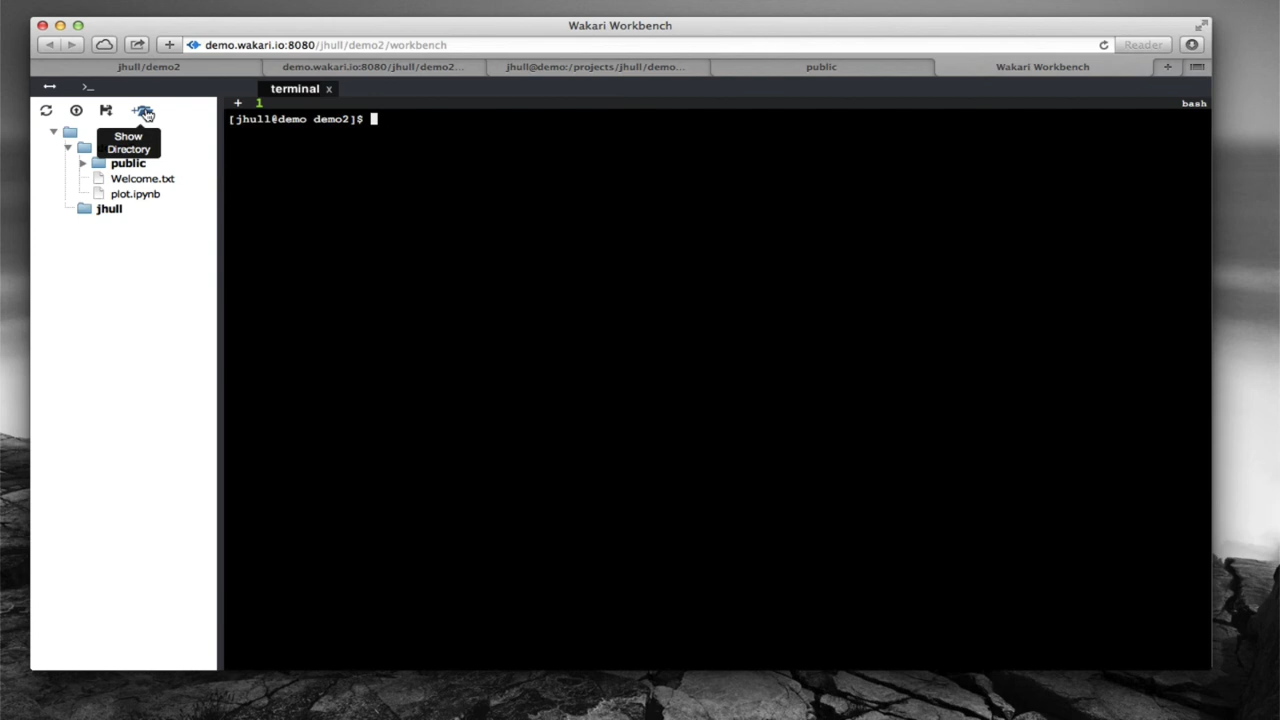 Wakari Workbench
demo.wakari.io:8080/jhull/demo2/workbench
Reader
jhull/demo2
demo.wakari.io:8080/jhull/demo2...
jhull@demo:/projects/jhull/demo...
public
Wakari Workbench
>_
terminal x
+ 1
bash
[jhull@demo demo2]$
Show
Directory
public
Welcome.txt
plot.ipynb
jhull